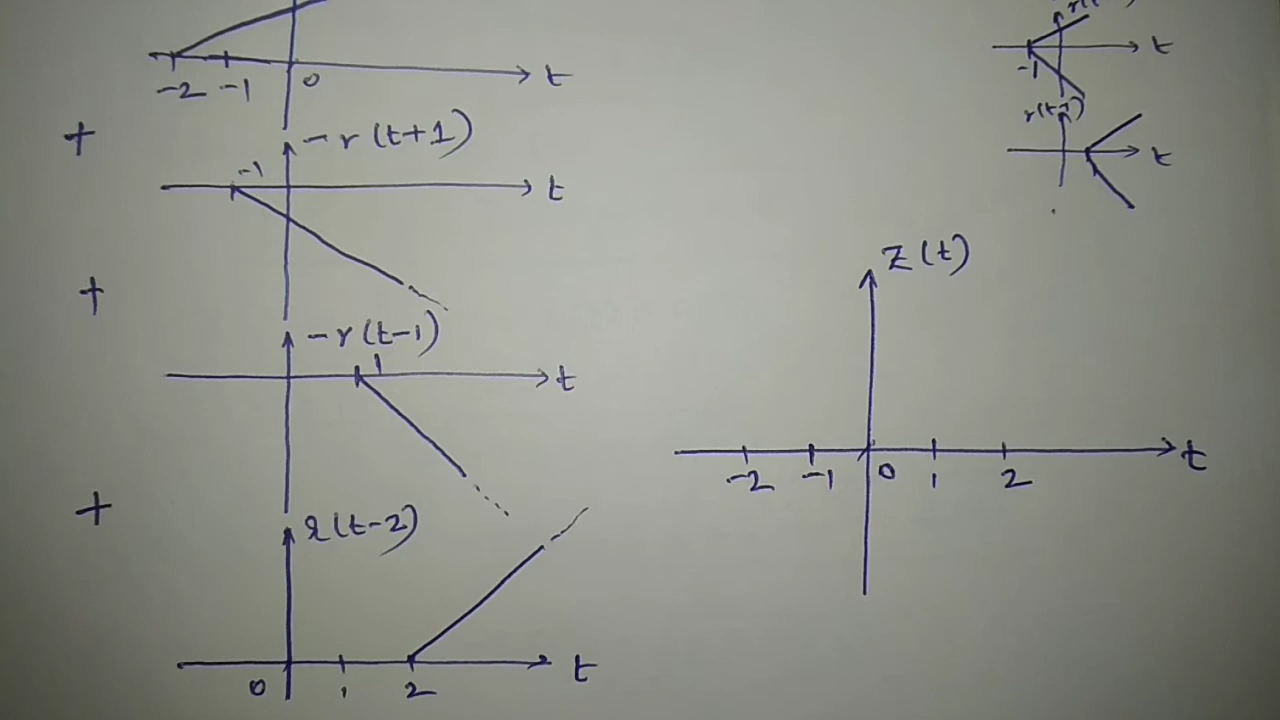 -2 -1 0 t
+
-r(t+1)
-1 t
+
-r(t-1)
1 t
+
r(t-2)
0 1 2 t
t
-1
t
z(t)
-2 -1 0 1 2 t